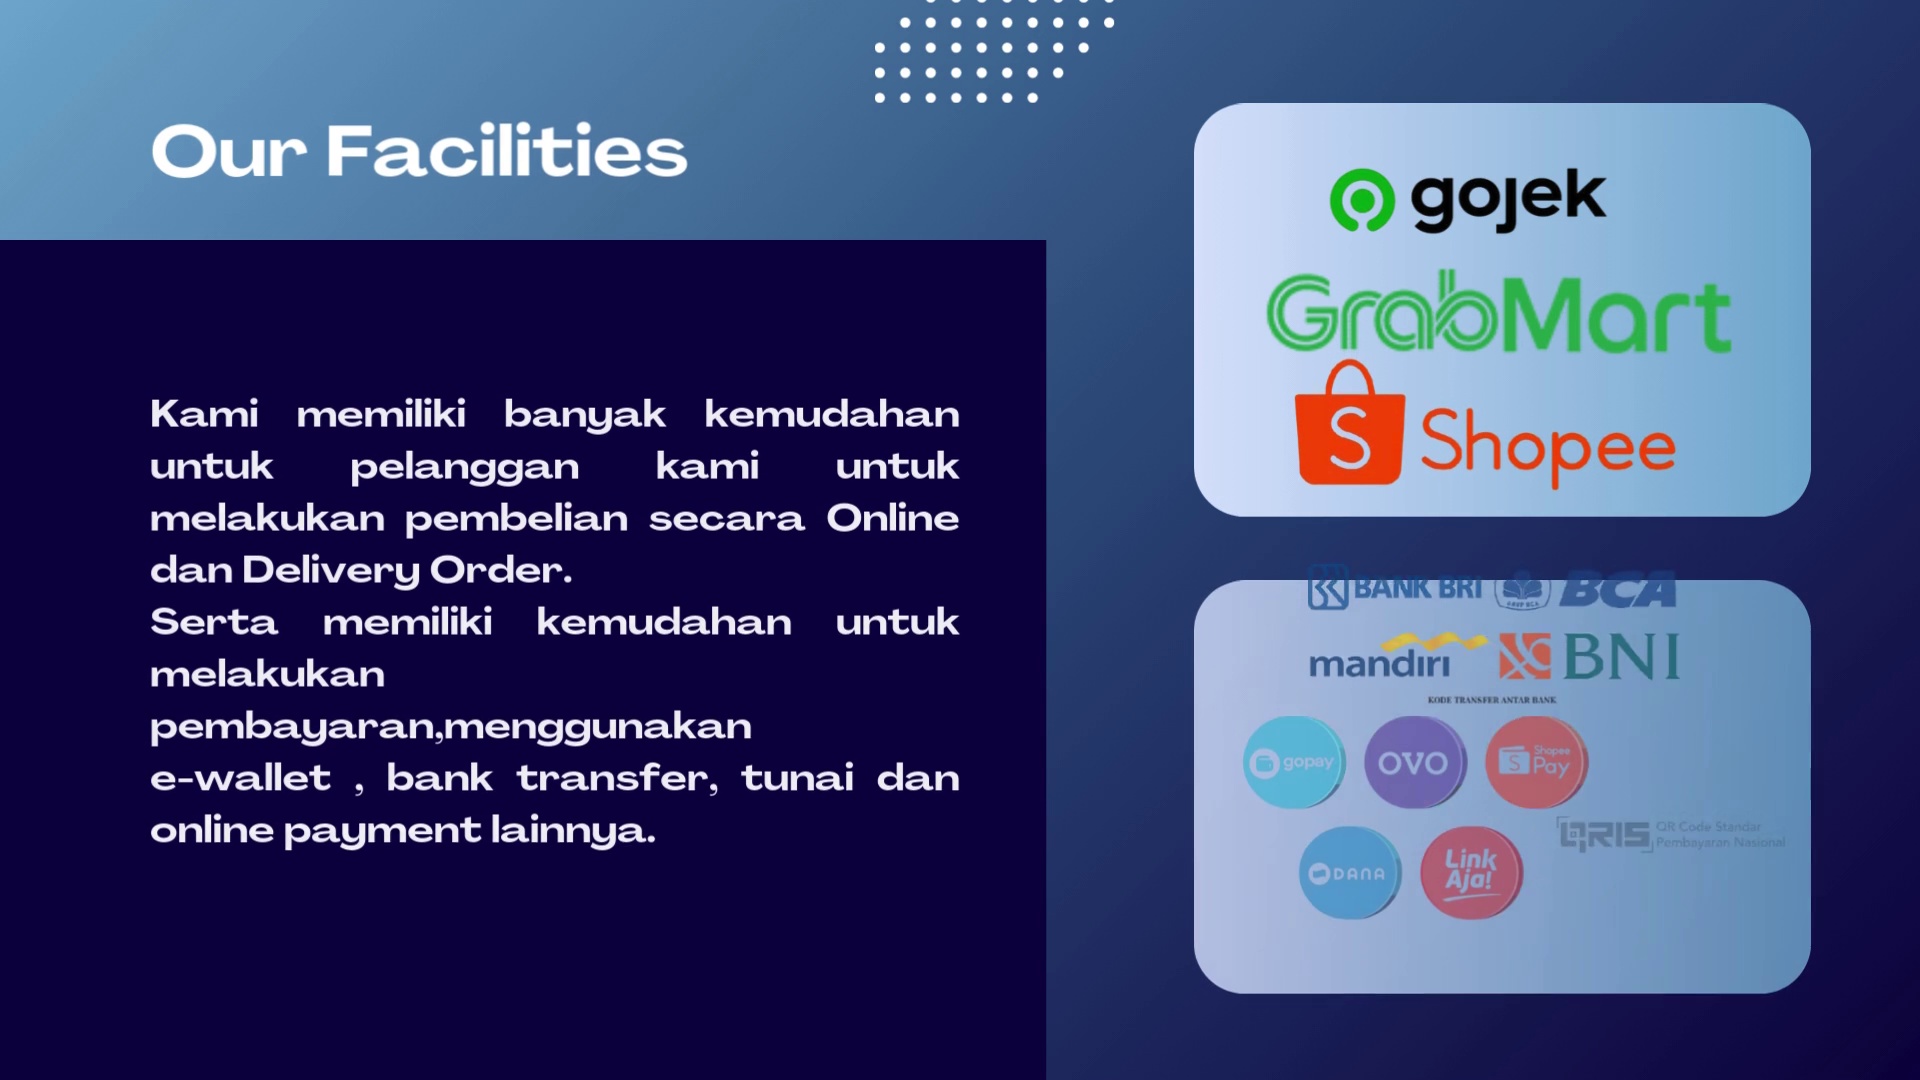 Our Facilities
Kami memiliki banyak kemudahan
untuk pelanggan kami untuk
melakukan pembelian secara Online
dan Delivery Order.
Serta memiliki kemudahan untuk
melakukan
pembayaran,menggunakan
e-wallet , bank transfer, tunai dan
online payment lainnya.
gojek
GrabMart
S Shopee
BANK BRI BCA
mandiri BNI
KODE TRANSFER ANTAR BANK
gopay OVO S Shopee Pay
QRIS QR Code Standar
Pembayaran Nasional
DANA Link Aja!